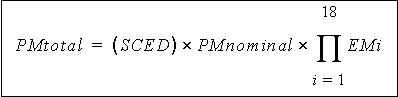 18
PMtotal = (SCED) × PMnominal × ∏ EMi
i = 1